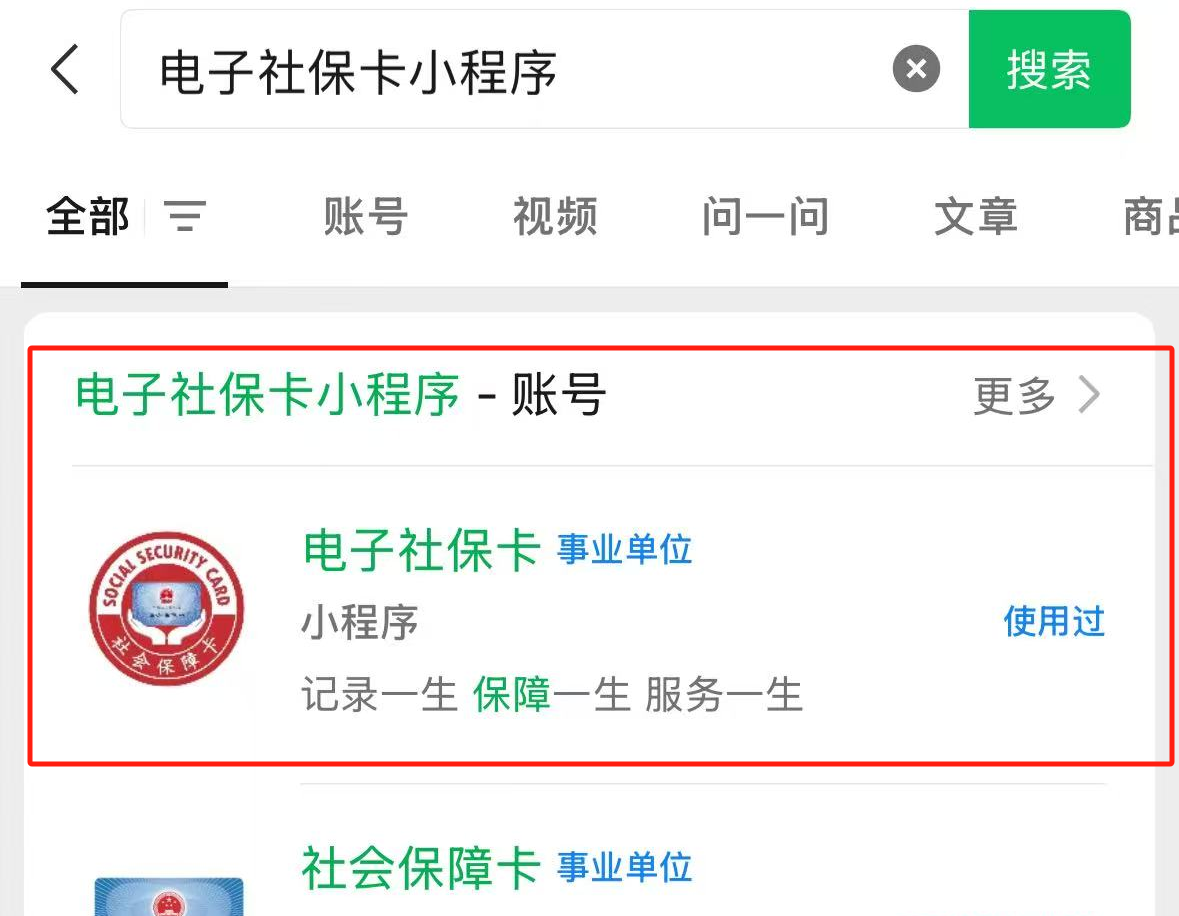 电子社保卡小程序
搜索
全部 账号 视频 问一问 文章 商品
电子社保卡小程序 - 账号
更多
SOCIAL SECURITY CARD
社会保障卡
电子社保卡 事业单位
小程序
使用过
记录一生 保障一生 服务一生
社会保障卡 事业单位